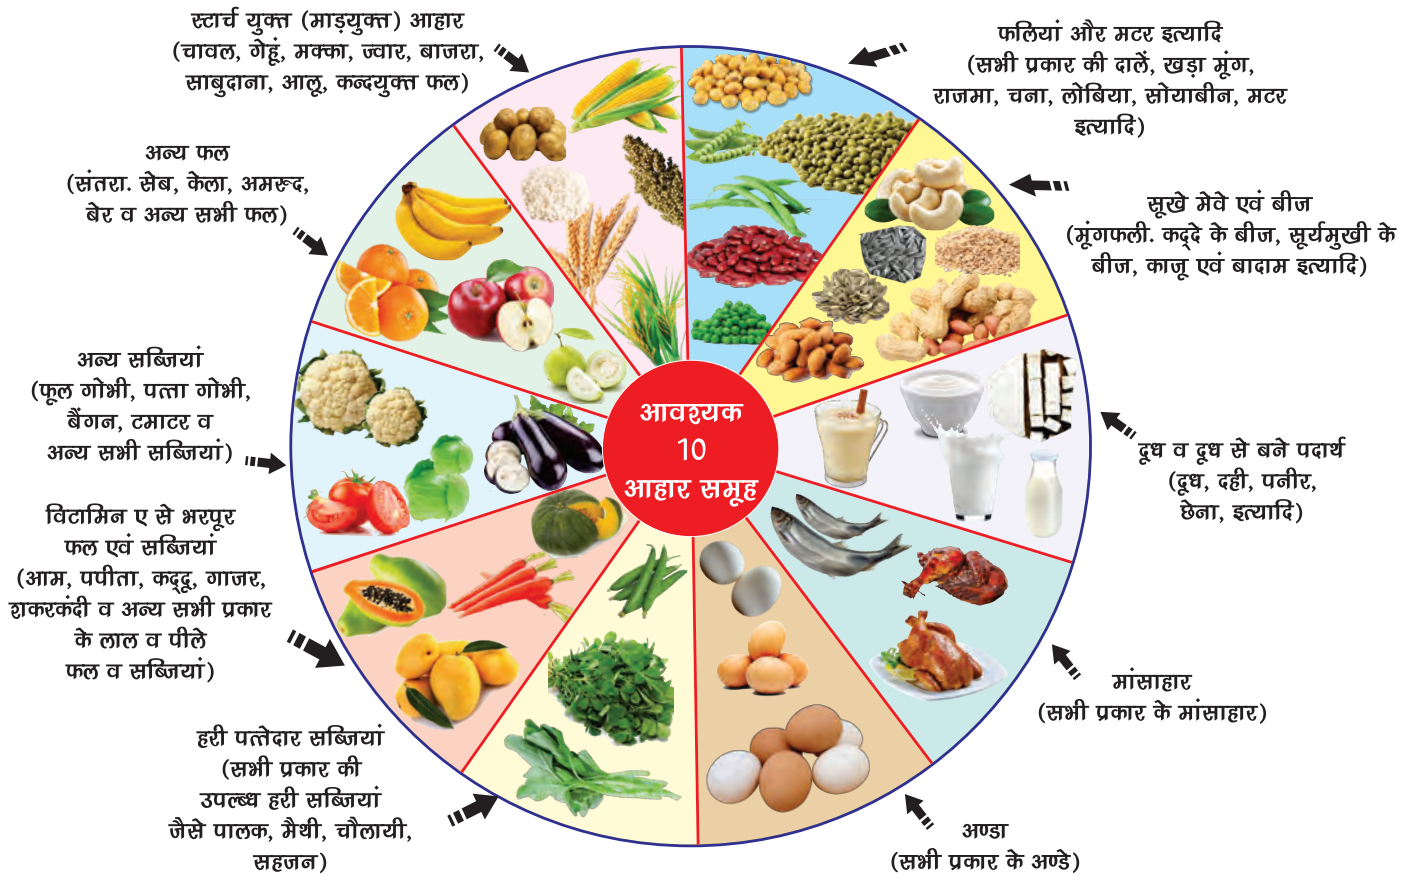 स्टार्च युक्त (माड़युक्त) आहार
(चावल, गेहूं, मक्का, ज्वार, बाजरा,
साबुदाना, आलू, कन्दयुक्त फल)
फलियां और मटर इत्यादि
(सभी प्रकार की दालें, खड़ा मूंग,
राजमा, चना, लोबिया, सोयाबीन, मटर
इत्यादि)
सूखे मेवे एवं बीज
(मूंगफली. कद्दे के बीज, सूर्यमुखी के
बीज, काजू एवं बादाम इत्यादि)
दूध व दूध से बने पदार्थ
(दूध, दही, पनीर,
छेना, इत्यादि)
मांसाहार
(सभी प्रकार के मांसाहार)
अण्डा
(सभी प्रकार के अण्डे)
हरी पत्तेदार सब्जियां
(सभी प्रकार की
उपल्ब्ध हरी सब्जियां
जैसे पालक, मैथी, चौलायी,
सहजन)
विटामिन ए से भरपूर
फल एवं सब्जियां
(आम, पपीता, कद्दू, गाजर,
शकरकंदी व अन्य सभी प्रकार
के लाल व पीले
फल व सब्जियां)
अन्य सब्जियां
(फूल गोभी, पत्ता गोभी,
बैंगन, टमाटर व
अन्य सभी सब्जियां)
अन्य फल
(संतरा. सेब, केला, अमरूद,
बेर व अन्य सभी फल)
आवश्यक
10
आहार समूह